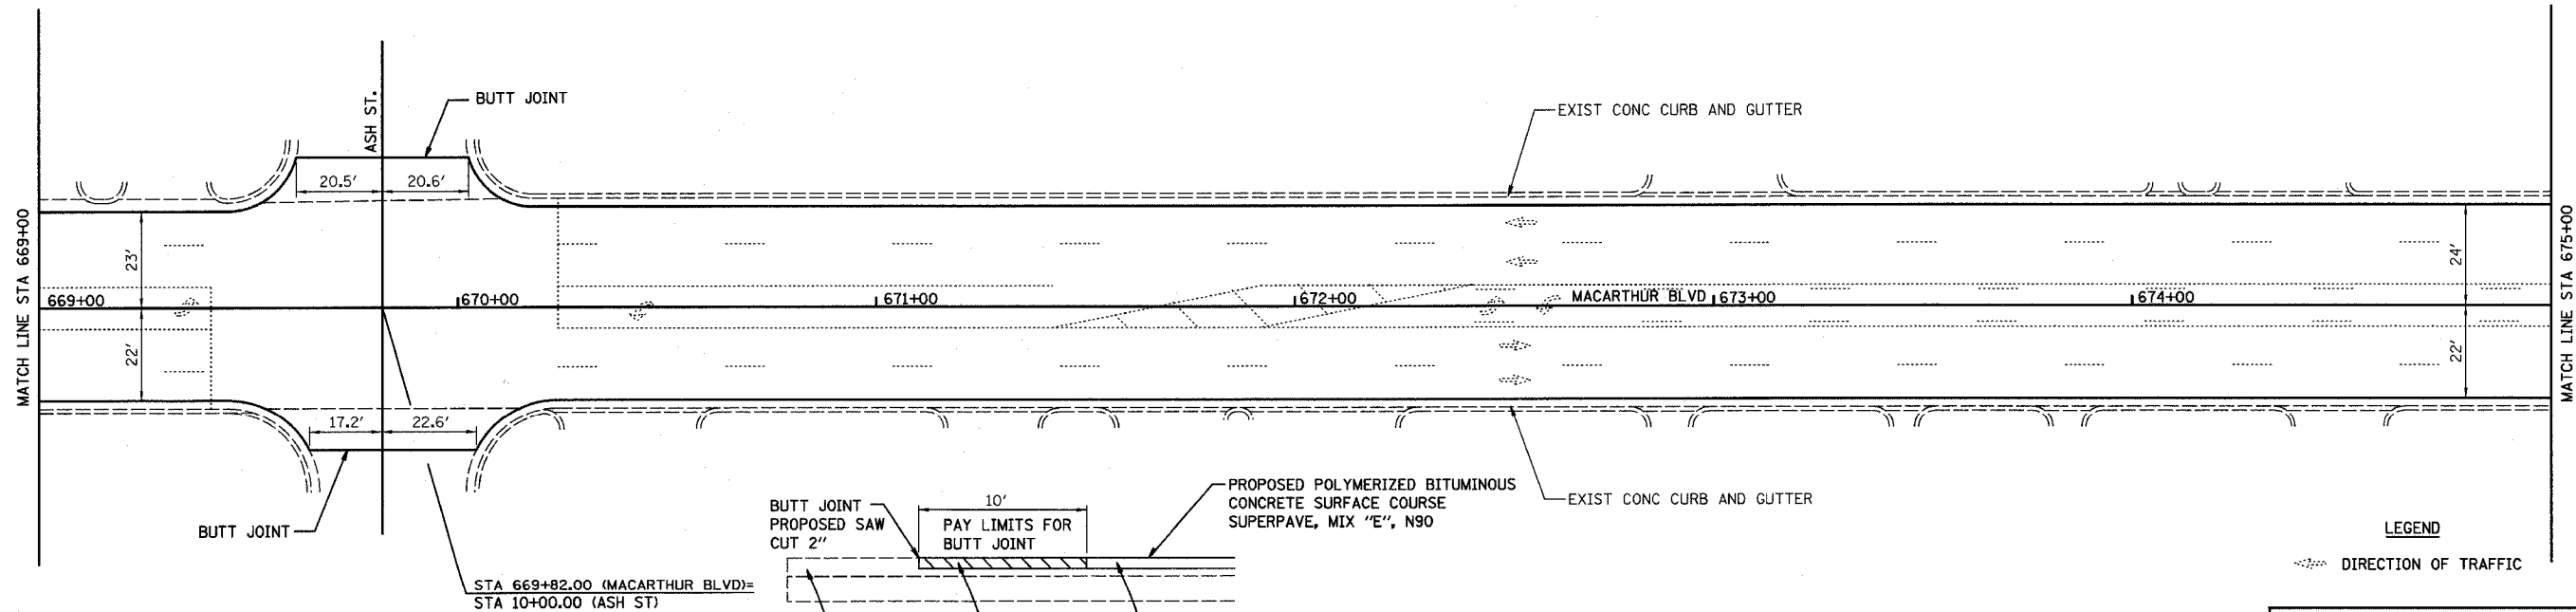 MATCH LINE STA 669+00
ASH ST.
BUTT JOINT
EXIST CONC CURB AND GUTTER
20.5'
20.6'
23'
24'
669+00
670+00
671+00
672+00
MACARTHUR BLVD
673+00
674+00
22'
22'
17.2'
22.6'
MATCH LINE STA 675+00
BUTT JOINT
STA 669+82.00 (MACARTHUR BLVD)=
STA 10+00.00 (ASH ST)
BUTT JOINT
PROPOSED SAW
CUT 2"
10'
PAY LIMITS FOR
BUTT JOINT
PROPOSED POLYMERIZED BITUMINOUS
CONCRETE SURFACE COURSE
SUPERPAVE, MIX "E", N90
EXIST CONC CURB AND GUTTER
LEGEND
DIRECTION OF TRAFFIC